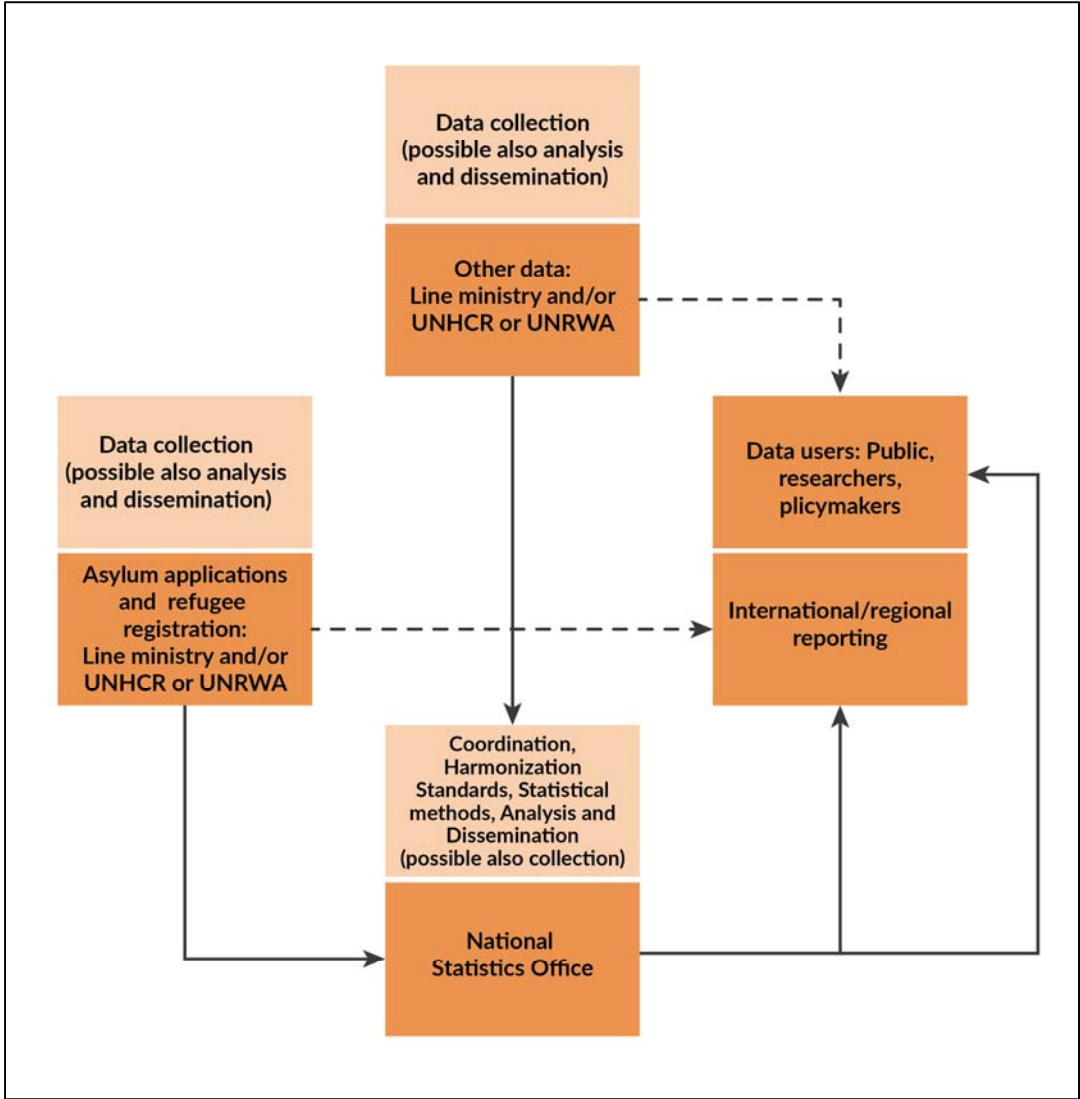 Data collection
(possible also analysis
and dissemination)
Other data:
Line ministry and/or
UNHCR or UNRWA
Data collection
(possible also analysis
and dissemination)
Asylum applications
and refugee
registration:
Line ministry and/or
UNHCR or UNRWA
Data users: Public,
researchers,
plicymakers
International/regional
reporting
Coordination,
Harmonization
Standards, Statistical
methods, Analysis and
Dissemination
(possible also collection)
National
Statistics Office